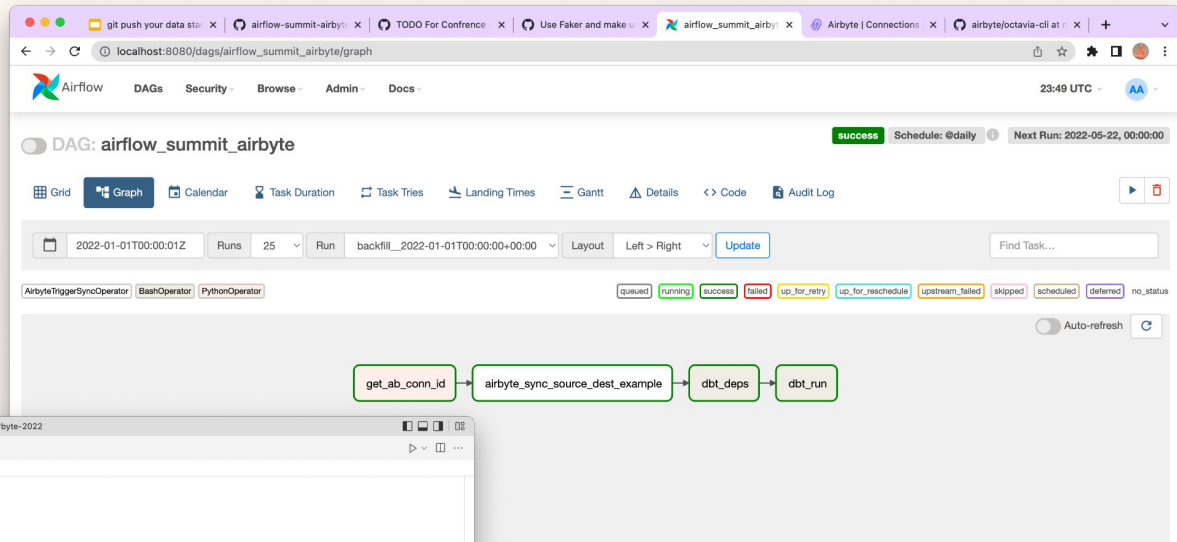 git push your data sta
airflow-summit-airbyte
TODO For Confrence
Use Faker and make u
airflow_summit_airbyt
Airbyte | Connections
airbyte/octavia-cli at m
localhost:8080/dags/airflow_summit_airbyte/graph
Airflow DAGs Security Browse Admin Docs 23:49 UTC AA
DAG: airflow_summit_airbyte success Schedule: @daily Next Run: 2022-05-22, 00:00:00
Grid Graph Calendar Task Duration Task Tries Landing Times Gantt Details <> Code Audit Log
2022-01-01T00:00:01Z Runs 25 Run backfill__2022-01-01T00:00:00+00:00 Layout Left > Right Update Find Task...
AirbyteTriggerSyncOperator BashOperator PythonOperator queued running success failed up_for_retry up_for_reschedule upstream_failed skipped scheduled deferred no_status
Auto-refresh
get_ab_conn_id airbyte_sync_source_dest_example dbt_deps dbt_run
rbyte-2022